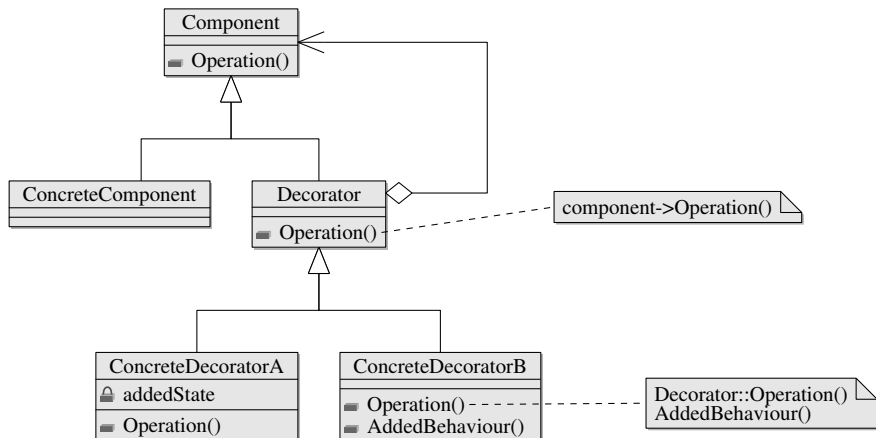 Component
Operation()
ConcreteComponent
Decorator
Operation()
component->Operation()
ConcreteDecoratorA
addedState
Operation()
ConcreteDecoratorB
Operation()
AddedBehaviour()
Decorator::Operation()
AddedBehaviour()